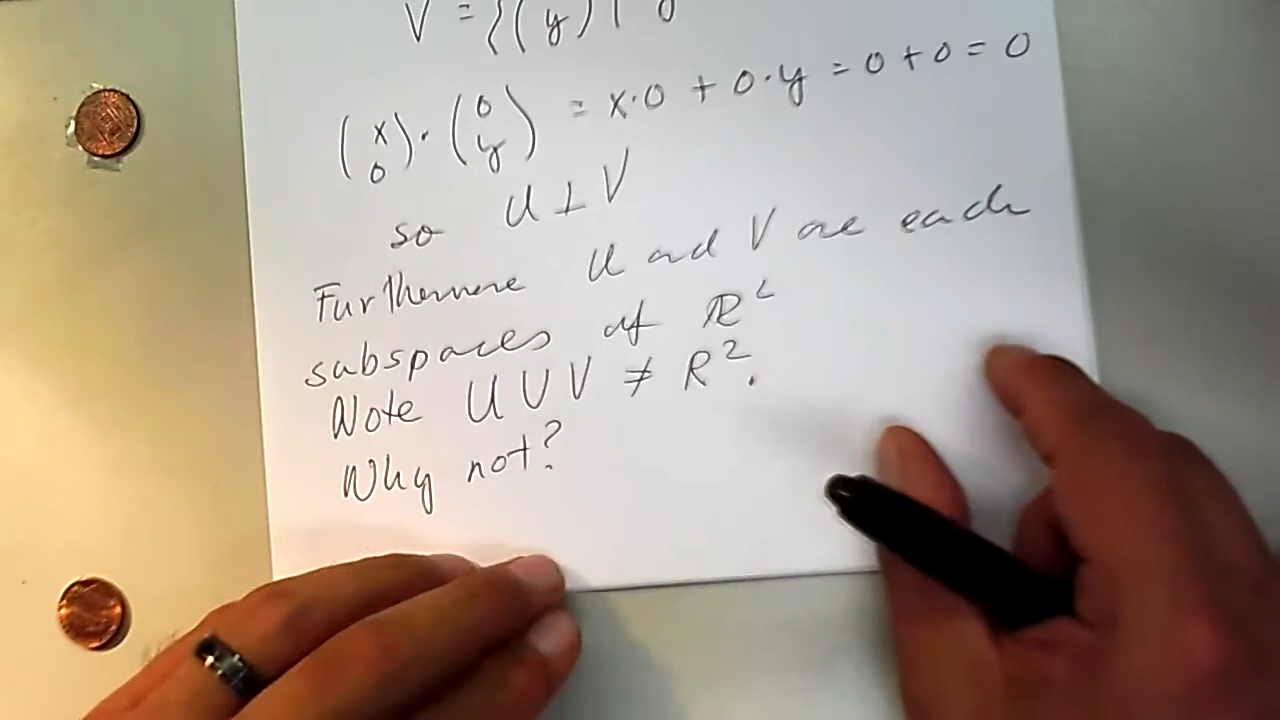 V = {(y) |
(x 0) · (0 y) = x·0 + 0·y = 0 + 0 = 0
so U ⊥ V
Furthermore U and V are each
subspaces of ℝ²
Note U ∪ V ≠ R².
Why not?